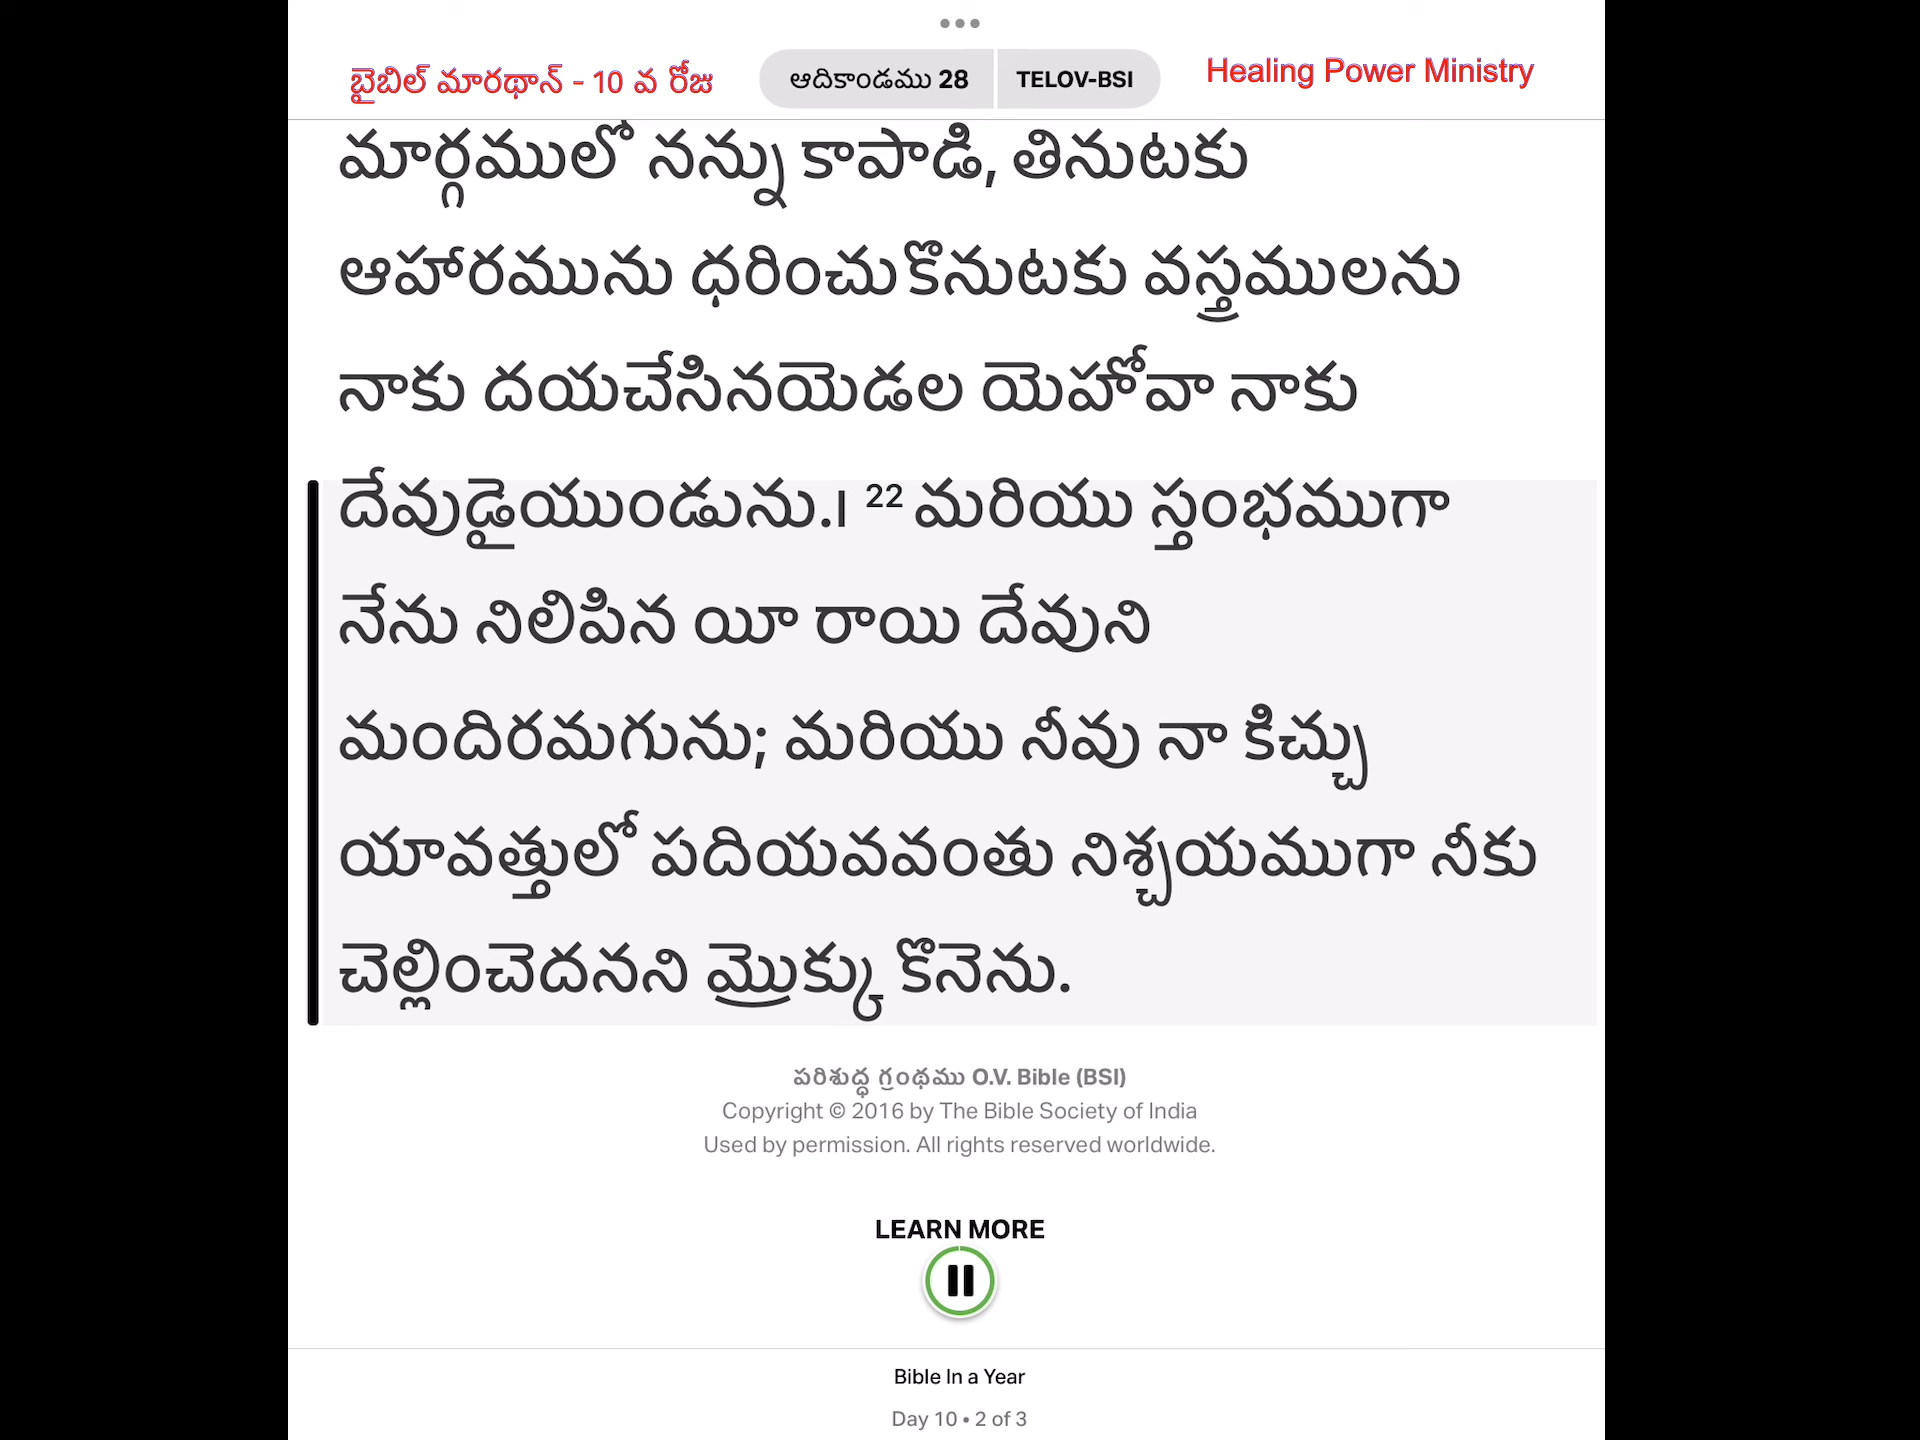 బైబిల్ మారథాన్ - 10 వ రోజు
ఆదికాండము 28
TELOV-BSI
Healing Power Ministry
మార్గములో నన్ను కాపాడి, తినుటకు
ఆహారమును ధరించుకొనుటకు వస్త్రములను
నాకు దయచేసినయెడల యెహోవా నాకు
దేవుడైయుండును.। 22 మరియు స్తంభముగా
నేను నిలిపిన యీ రాయి దేవుని
మందిరమగును; మరియు నీవు నా కిచ్చు
యావత్తులో పదియవవంతు నిశ్చయముగా నీకు
చెల్లించెదనని మ్రొక్కు కొనెను.
పరిశుద్ధ గ్రంథము O.V. Bible (BSI)
Copyright © 2016 by The Bible Society of India
Used by permission. All rights reserved worldwide.
LEARN MORE
Bible In a Year
Day 10 • 2 of 3